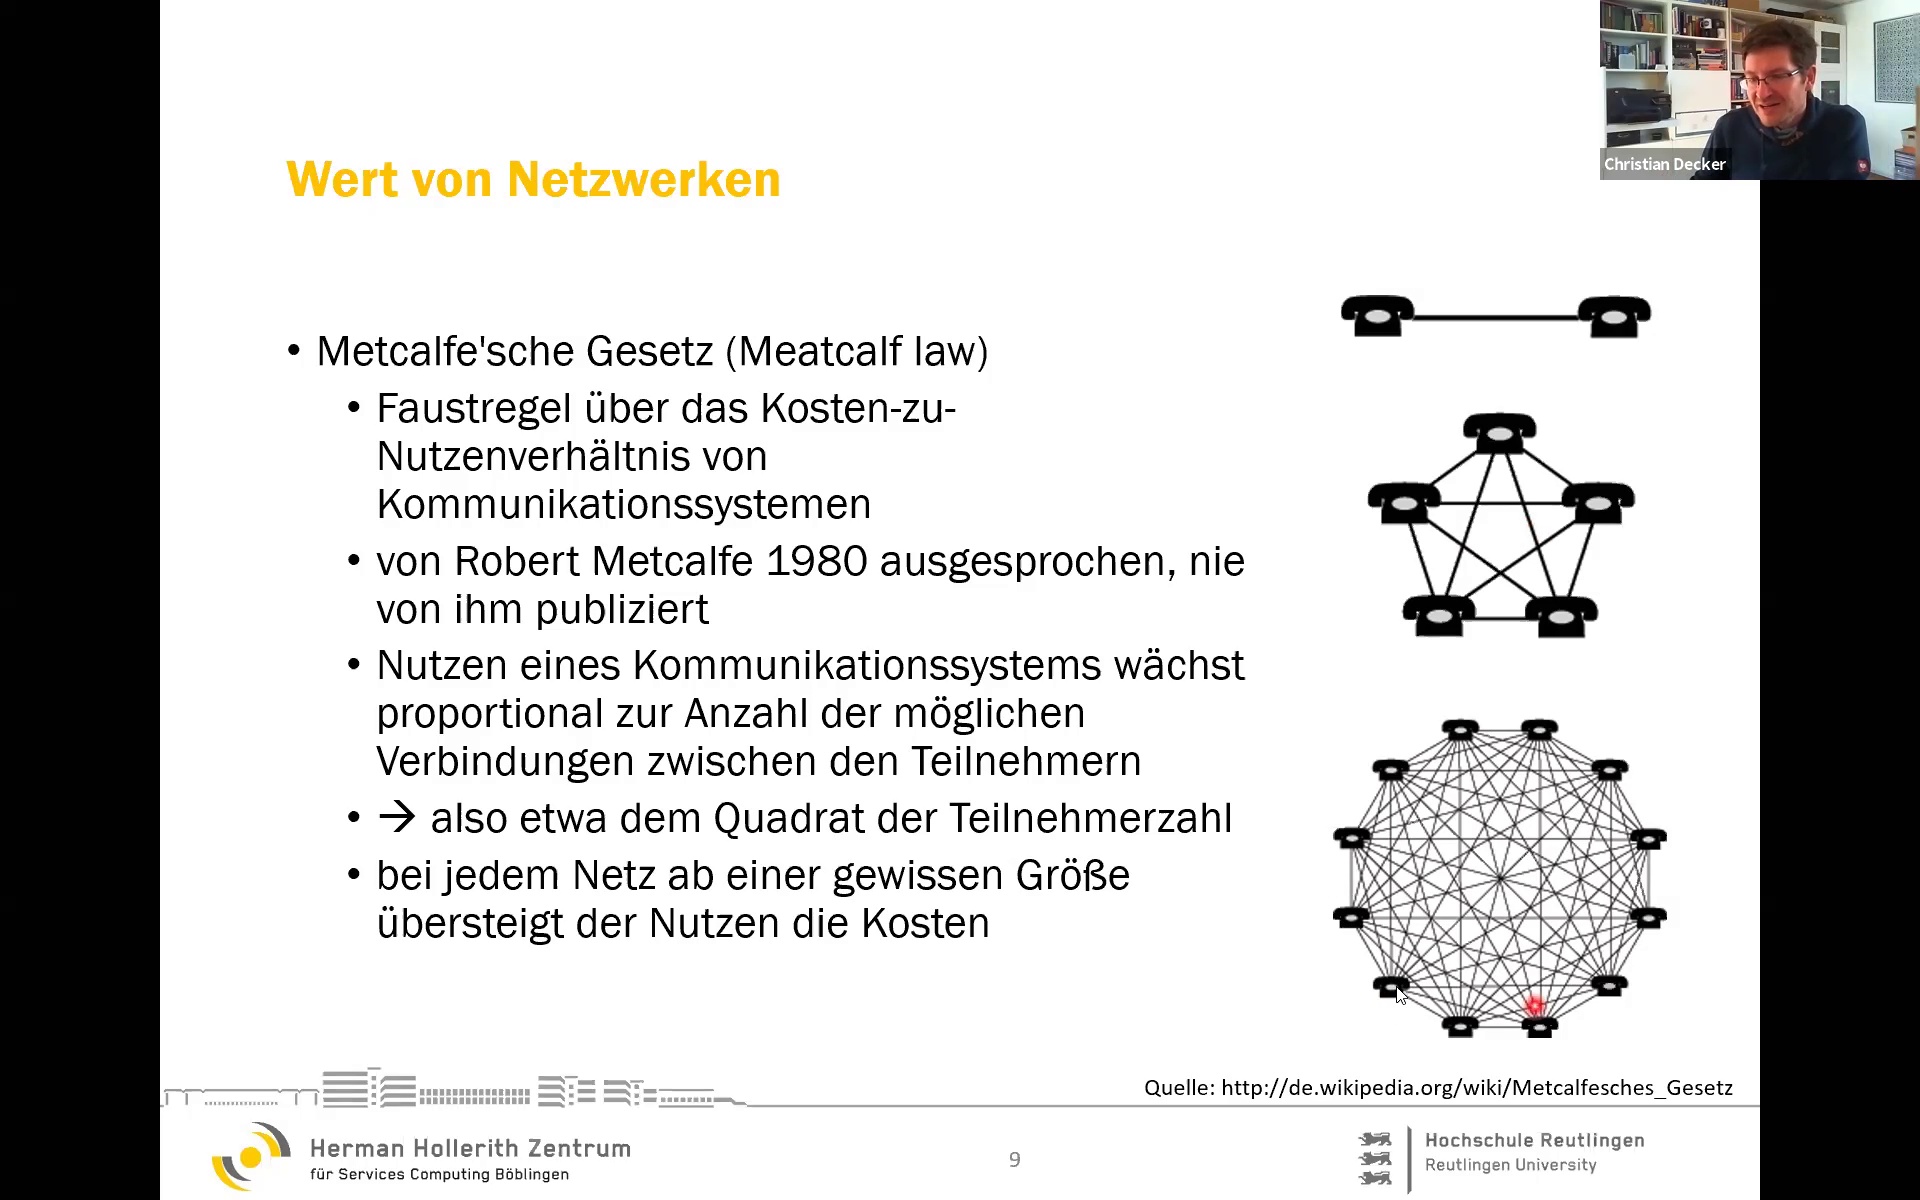 Christian Decker
Wert von Netzwerken
• Metcalfe'sche Gesetz (Meatcalf law)
• Faustregel über das Kosten-zu-
Nutzenverhältnis von
Kommunikationssystemen
• von Robert Metcalfe 1980 ausgesprochen, nie
von ihm publiziert
• Nutzen eines Kommunikationssystems wächst
proportional zur Anzahl der möglichen
Verbindungen zwischen den Teilnehmern
• → also etwa dem Quadrat der Teilnehmerzahl
• bei jedem Netz ab einer gewissen Größe
übersteigt der Nutzen die Kosten
Quelle: http://de.wikipedia.org/wiki/Metcalfesches_Gesetz
Herman Hollerith Zentrum
für Services Computing Böblingen
9
Hochschule Reutlingen
Reutlingen University